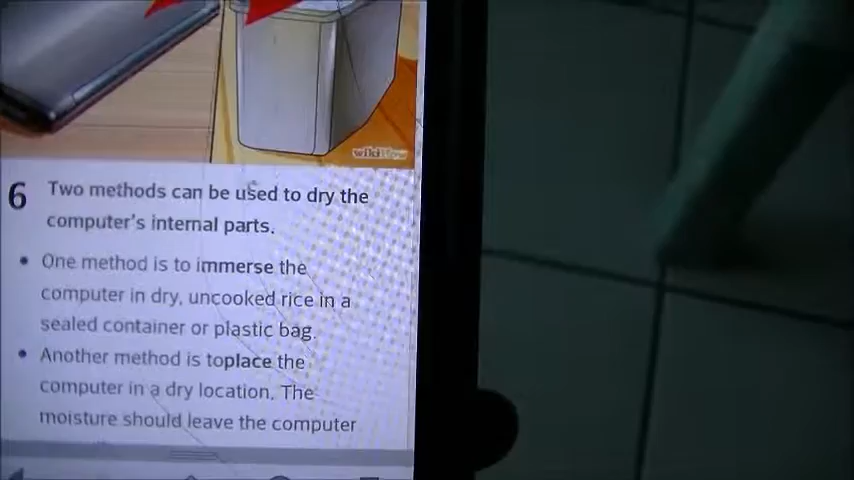 wikiHow
6 Two methods can be used to dry the
computer's internal parts.
• One method is to immerse the
computer in dry, uncooked rice in a
sealed container or plastic bag.
• Another method is toplace the
computer in a dry location. The
moisture should leave the computer